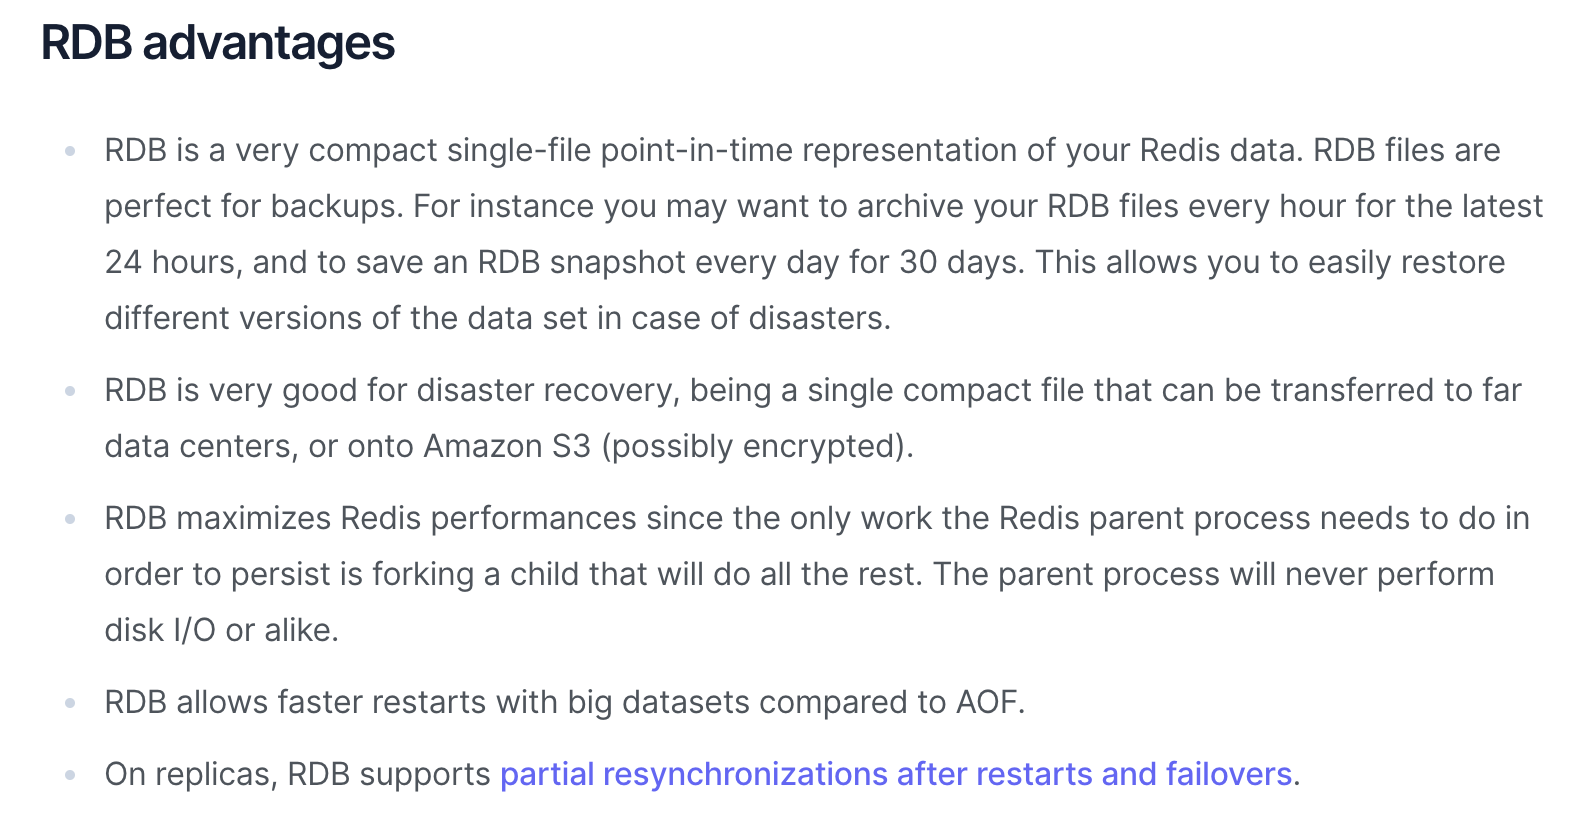 RDB advantages
RDB is a very compact single-file point-in-time representation of your Redis data. RDB files are
perfect for backups. For instance you may want to archive your RDB files every hour for the latest
24 hours, and to save an RDB snapshot every day for 30 days. This allows you to easily restore
different versions of the data set in case of disasters.
RDB is very good for disaster recovery, being a single compact file that can be transferred to far
data centers, or onto Amazon S3 (possibly encrypted).
RDB maximizes Redis performances since the only work the Redis parent process needs to do in
order to persist is forking a child that will do all the rest. The parent process will never perform
disk I/O or alike.
RDB allows faster restarts with big datasets compared to AOF.
On replicas, RDB supports partial resynchronizations after restarts and failovers.